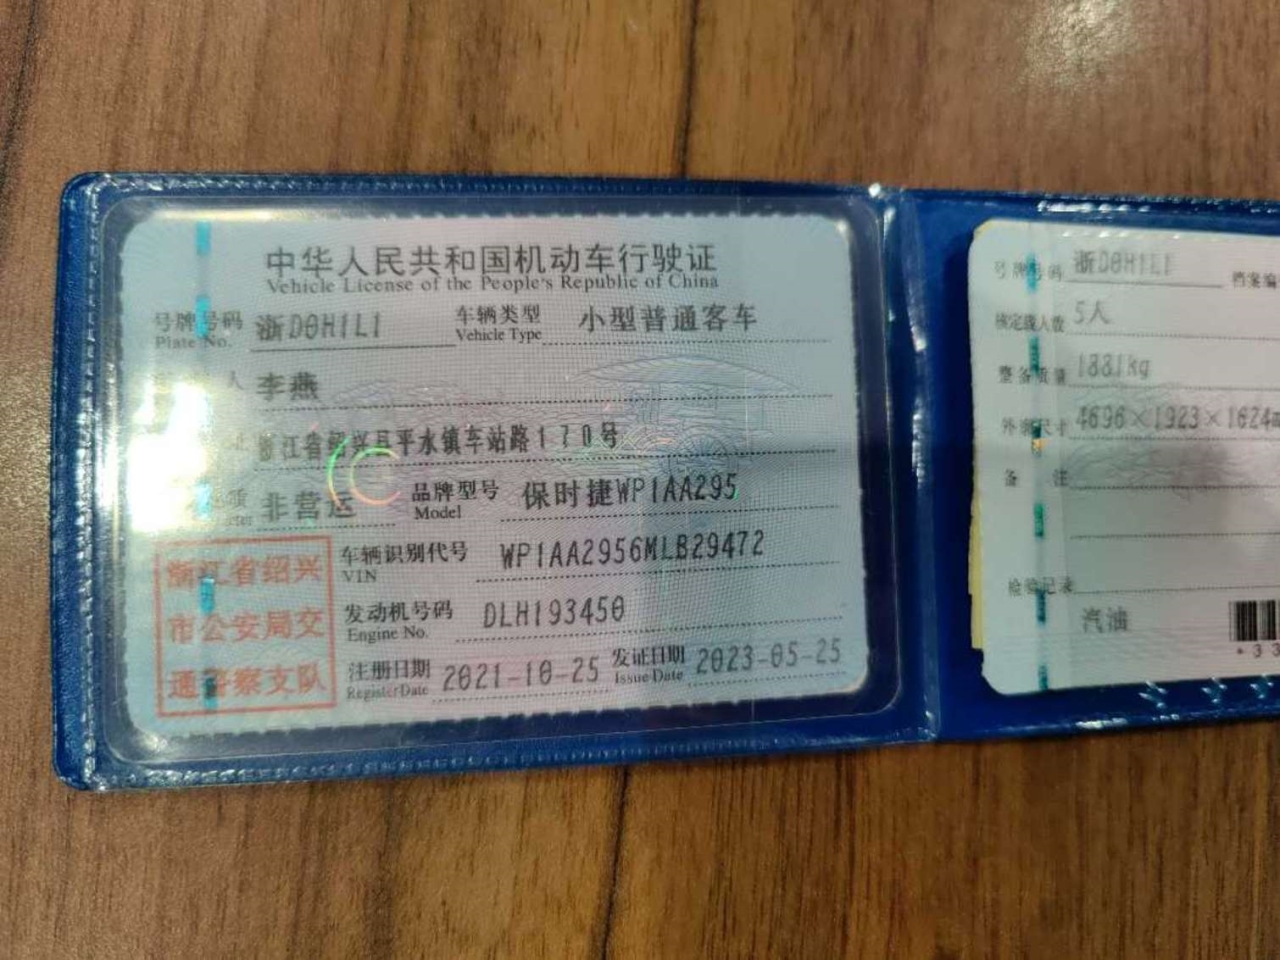 中华人民共和国机动车行驶证
Vehicle License of the People's Republic of China
号牌号码 浙D0H1L1 车辆类型 小型普通客车
Plate No. Vehicle Type
人 李燕
浙江省绍兴县平水镇车站路170号
非营运 品牌型号 保时捷WP1AA295
Model
车辆识别代号 WP1AA2956MLB29472
VIN
发动机号码 DLH193450
Engine No.
注册日期 2021-10-25 发证日期 2023-05-25
Register Date Issue Date
浙江省绍兴
市公安局交
通警察支队
号牌号码 浙D0H1L1 档案编
核定载人数 5人
整备质量 1881kg
外廓尺寸 4696×1923×1624
备 注
检验记录
汽油
*33